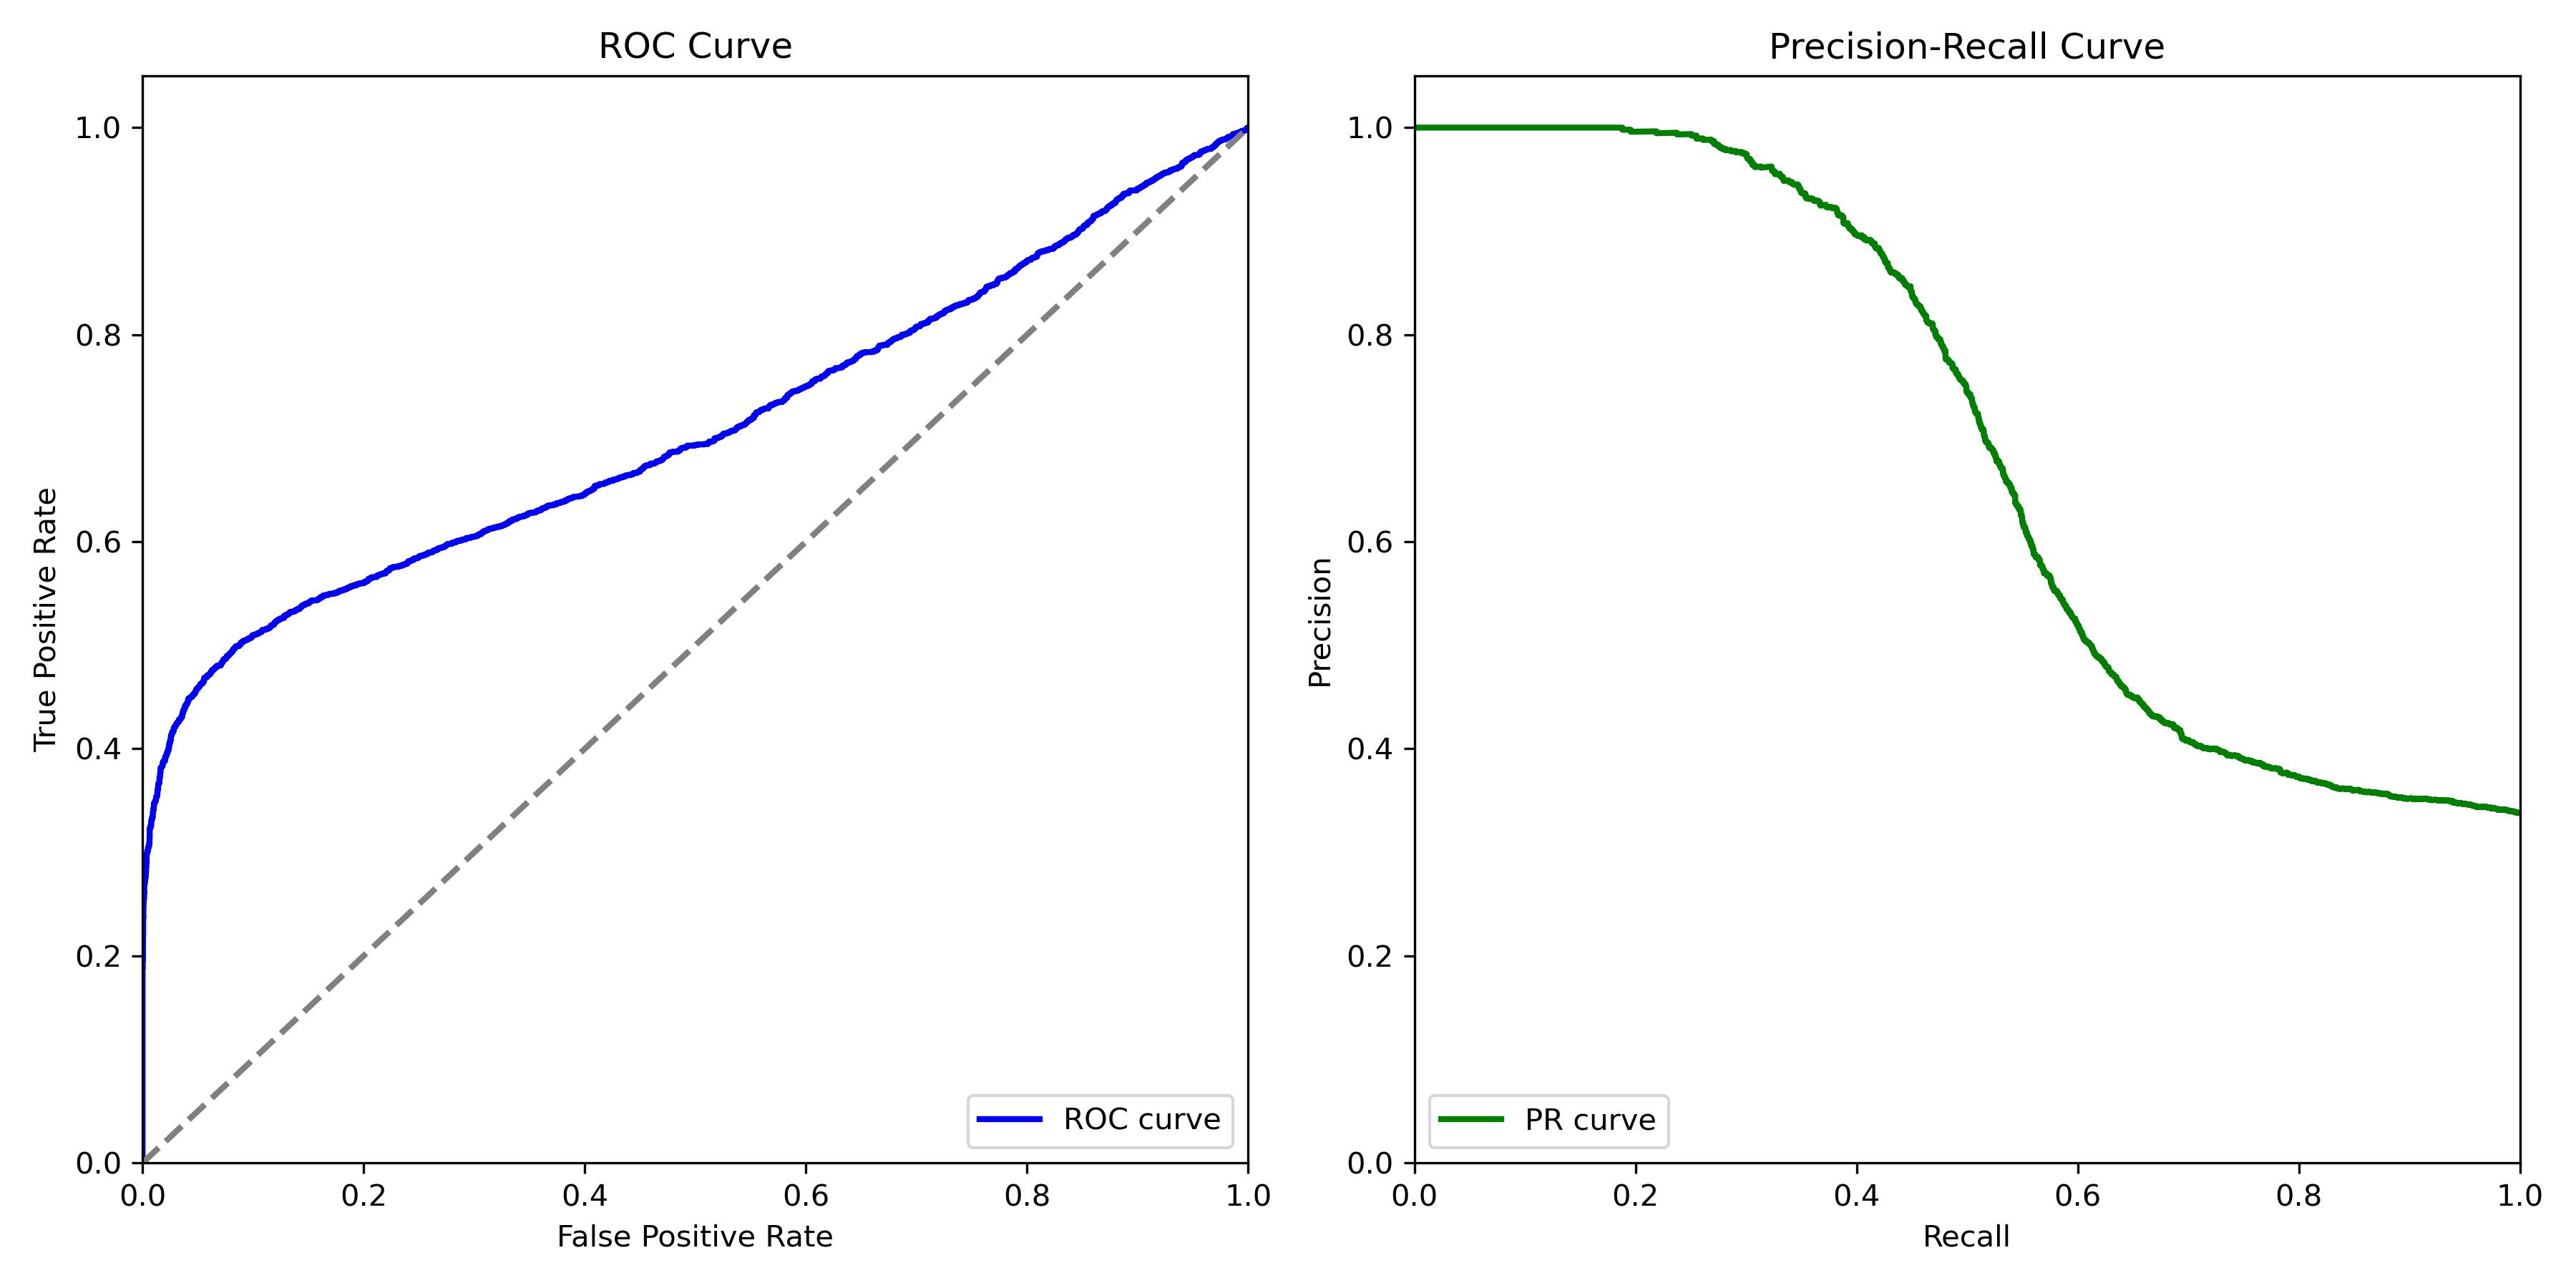 ROC Curve
1.0
0.8
0.6
0.4
0.2
0.0
True Positive Rate
0.0 0.2 0.4 0.6 0.8 1.0
False Positive Rate
ROC curve
Precision-Recall Curve
1.0
0.8
0.6
0.4
0.2
0.0
Precision
0.0 0.2 0.4 0.6 0.8 1.0
Recall
PR curve